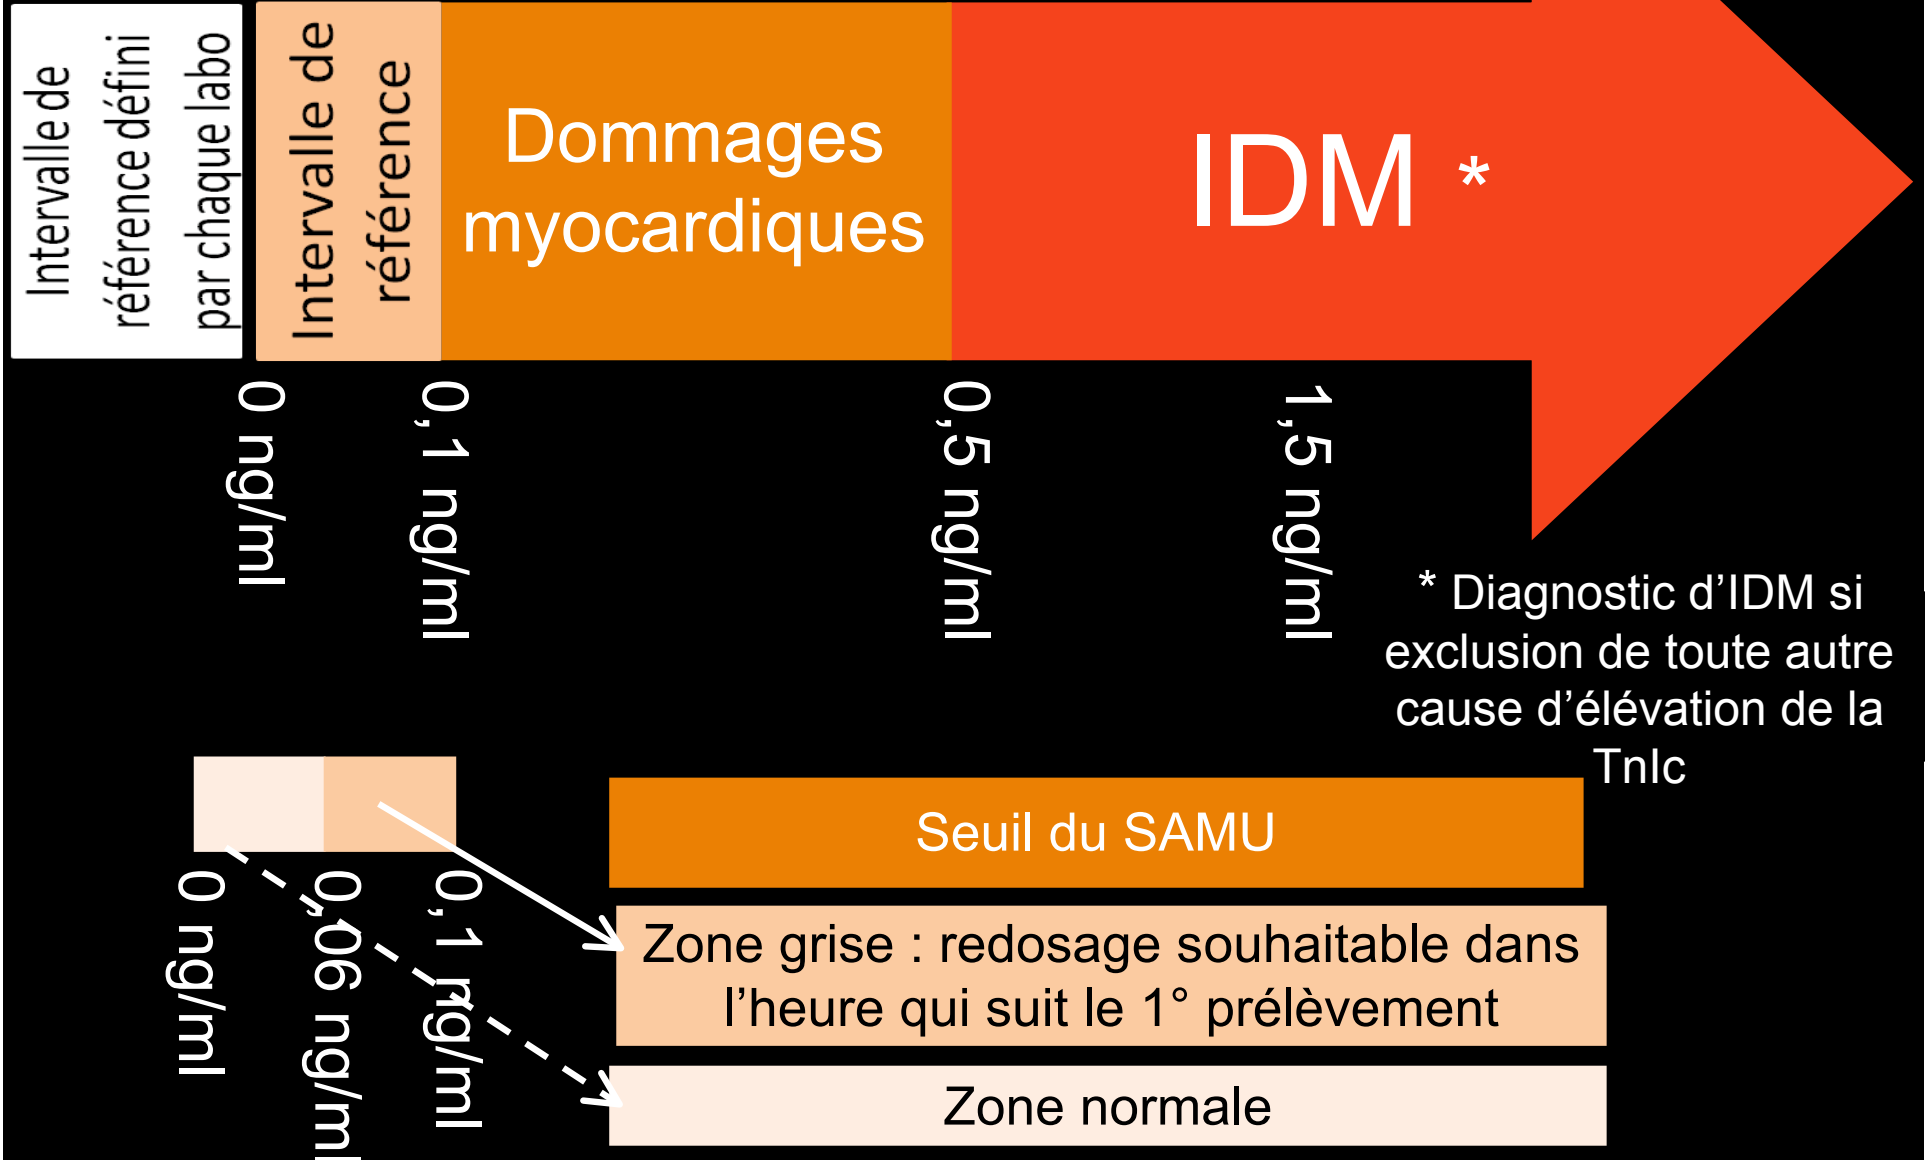 Intervalle de
référence défini
par chaque labo
Intervalle de
référence
Dommages
myocardiques
IDM *
0 ng/ml
0,1 ng/ml
0,5 ng/ml
1,5 ng/ml
* Diagnostic d’IDM si
exclusion de toute autre
cause d’élévation de la
TnIc
0 ng/ml
0,06 ng/ml
0,1 ng/ml
Seuil du SAMU
Zone grise : redosage souhaitable dans
l’heure qui suit le 1° prélèvement
Zone normale